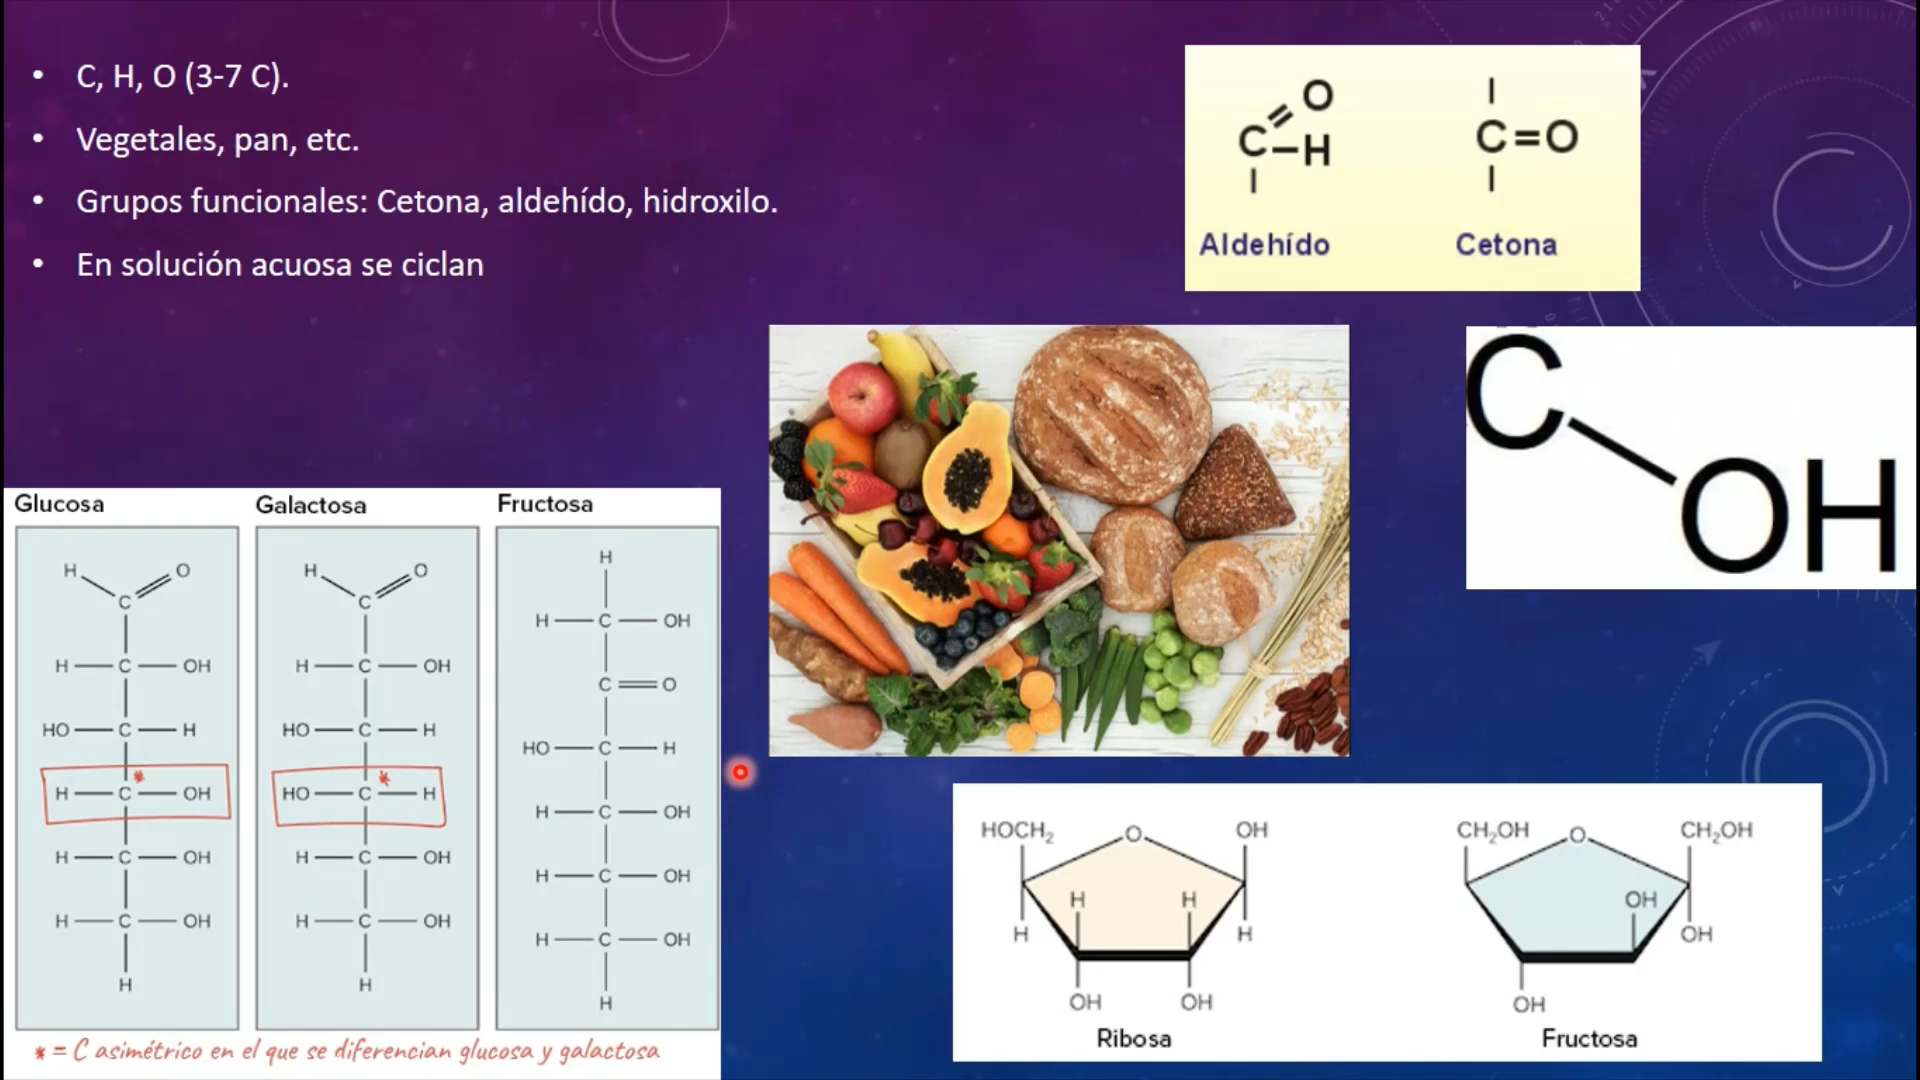 • C, H, O (3-7 C).
• Vegetales, pan, etc.
• Grupos funcionales: Cetona, aldehído, hidroxilo.
• En solución acuosa se ciclan
O
C–H
Aldehído
C=O
Cetona
C
OH
Glucosa
H O
C
H C OH
HO C H
* H C OH
H C OH
H C OH
H
Galactosa
H O
C
H C OH
HO C H
* HO C H
H C OH
H C OH
H
Fructosa
H
H C OH
C O
HO C H
H C OH
H C OH
H C OH
H
* = C asimétrico en el que se diferencian glucosa y galactosa
HOCH₂ O OH
H H
H H
OH OH
Ribosa
CH₂OH O CH₂OH
OH
OH
OH
Fructosa